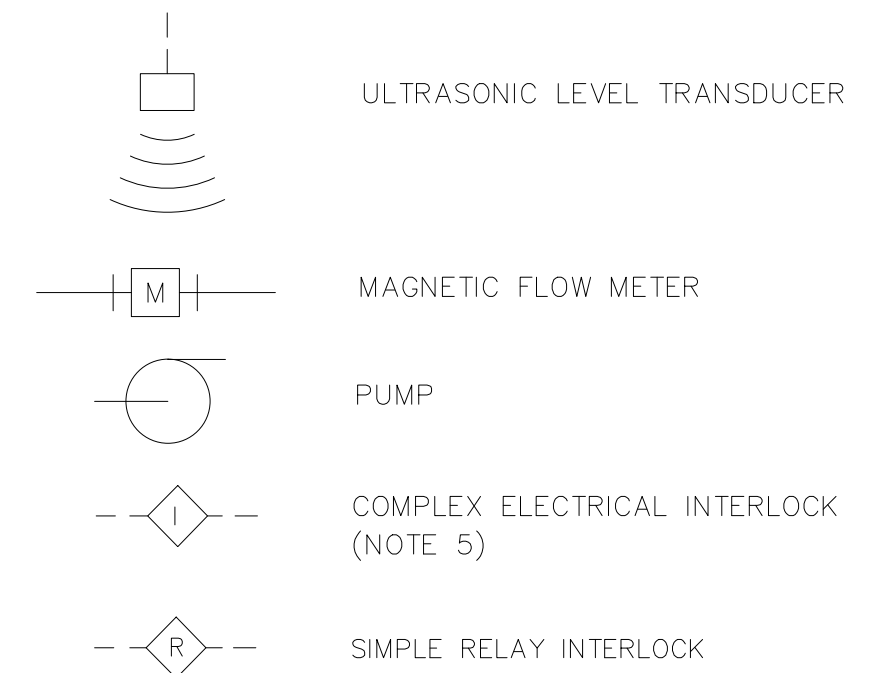 ULTRASONIC LEVEL TRANSDUCER
M
MAGNETIC FLOW METER
PUMP
I
COMPLEX ELECTRICAL INTERLOCK
(NOTE 5)
R
SIMPLE RELAY INTERLOCK